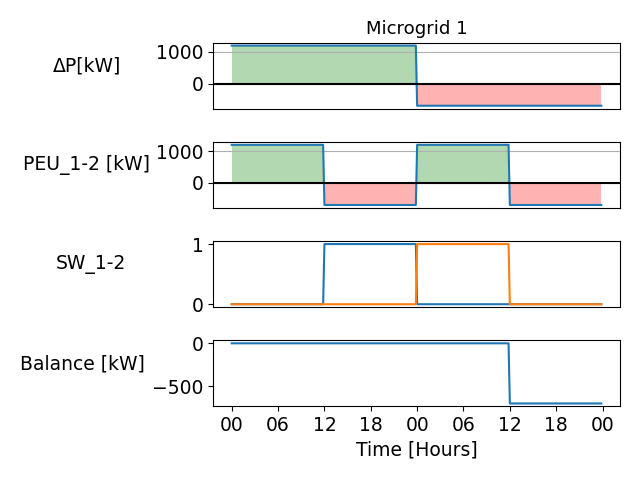 Microgrid 1
ΔP[kW]
1000
0
PEU_1-2 [kW]
1000
0
SW_1-2
1
0
Balance [kW]
0
−500
00 06 12 18 00 06 12 18 00
Time [Hours]